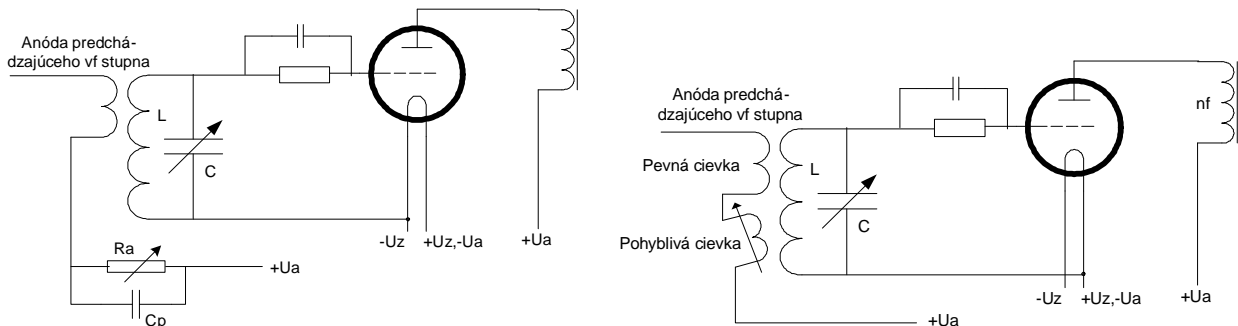 Anóda predchá-
dzajúceho vf stupna
L
C
-Uz
+Uz,-Ua
+Ua
Ra
+Ua
Cp
Anóda predchá-
dzajúceho vf stupna
Pevná cievka
L
nf
C
Pohyblivá cievka
-Uz
+Uz,-Ua
+Ua
+Ua